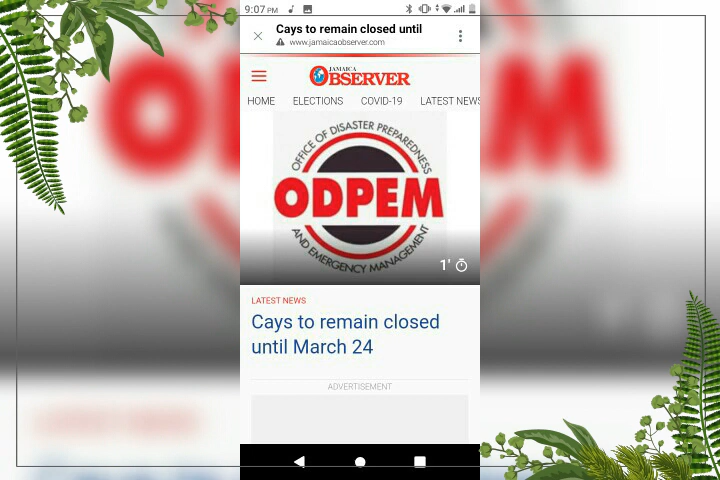 9:07 PM
Cays to remain closed until
www.jamaicaobserver.com
JAMAICA
OBSERVER
HOME ELECTIONS COVID-19 LATEST NEWS
OFFICE OF DISASTER PREPAREDNESS
ODPEM
AND EMERGENCY MANAGEMENT
1'
LATEST NEWS
Cays to remain closed
until March 24
ADVERTISEMENT